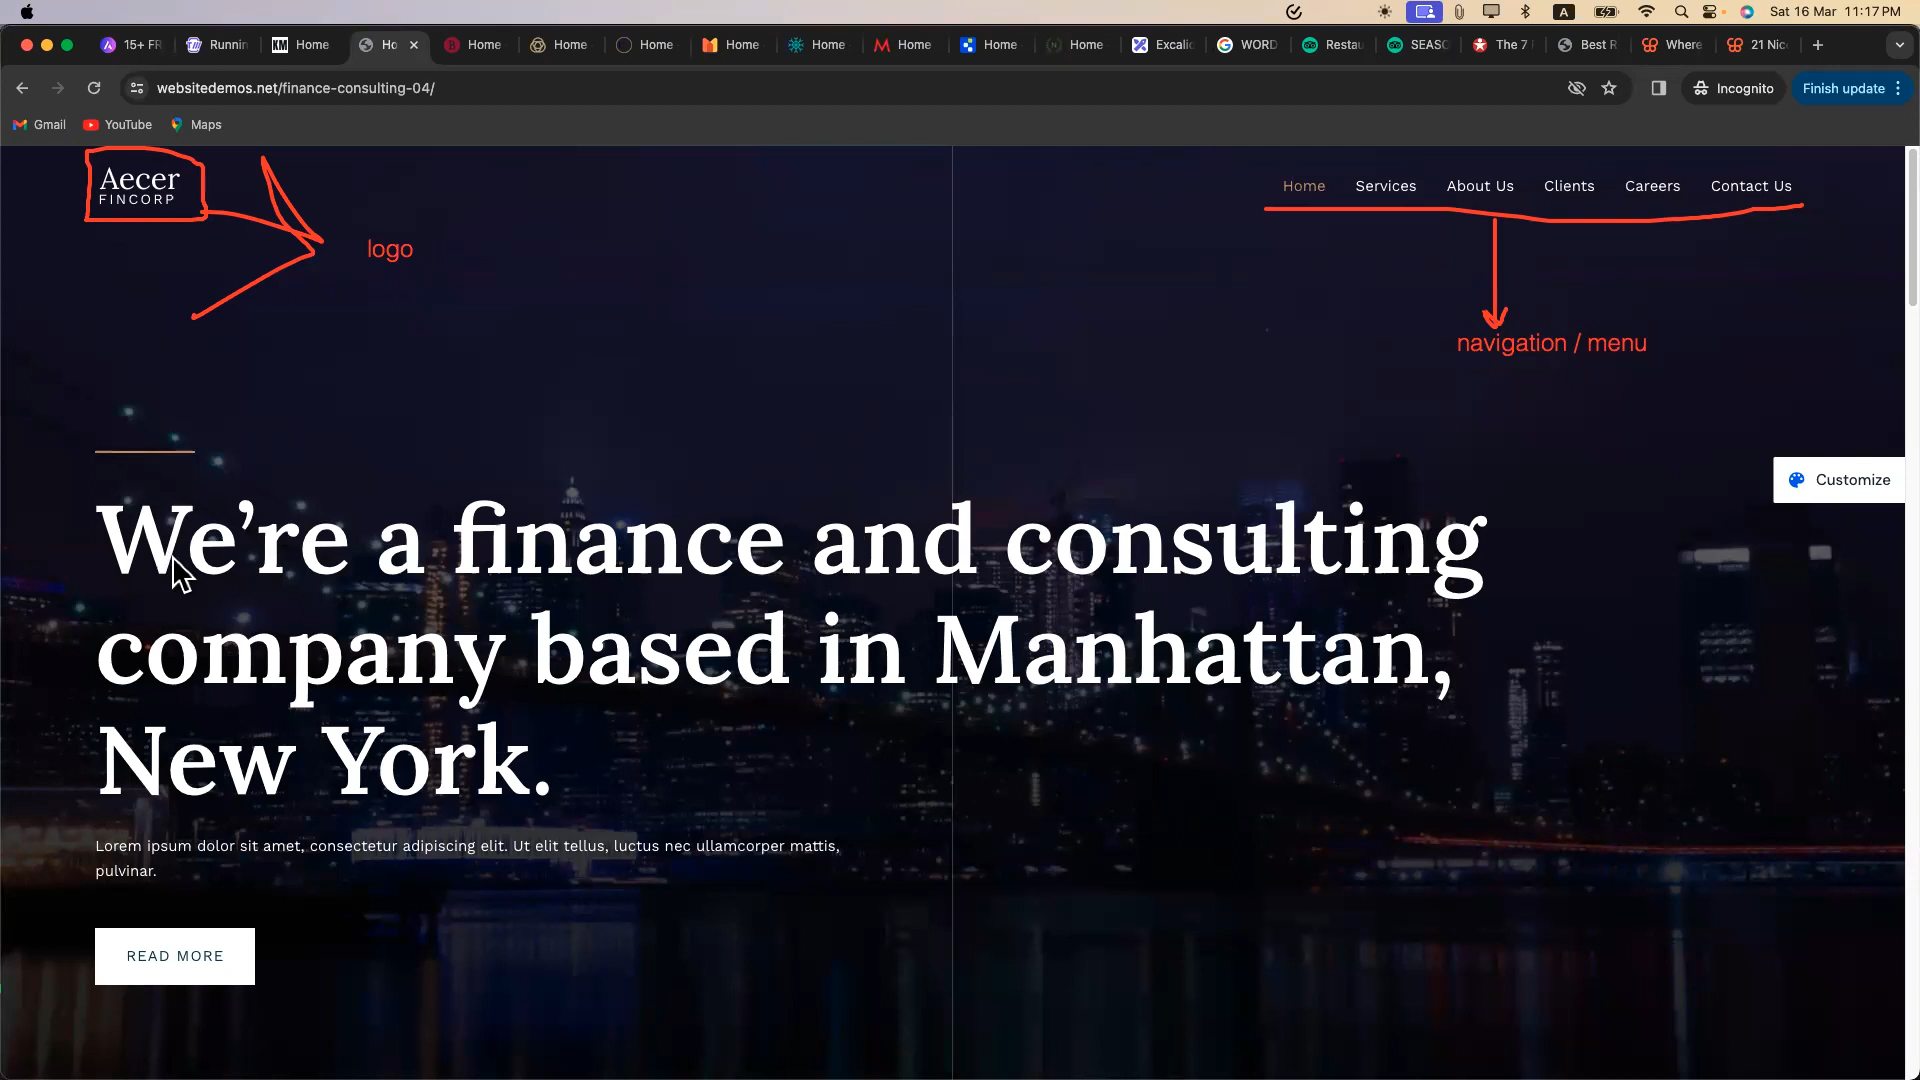 A
Sat 16 Mar 11:17 PM
15+ FR
Runnin
KM Home
Ho
Home
Home
Home
Home
Home
Home
Home
Home
Excalid
WORD
Restau
SEASO
The 7
Best R
Where
21 Nic
websitedemos.net/finance-consulting-04/
Incognito
Finish update
Gmail
YouTube
Maps
Aecer
FINCORP
Home
Services
About Us
Clients
Careers
Contact Us
logo
navigation / menu
Customize
We’re a finance and consulting
company based in Manhattan,
New York.
Lorem ipsum dolor sit amet, consectetur adipiscing elit. Ut elit tellus, luctus nec ullamcorper mattis,
pulvinar.
READ MORE